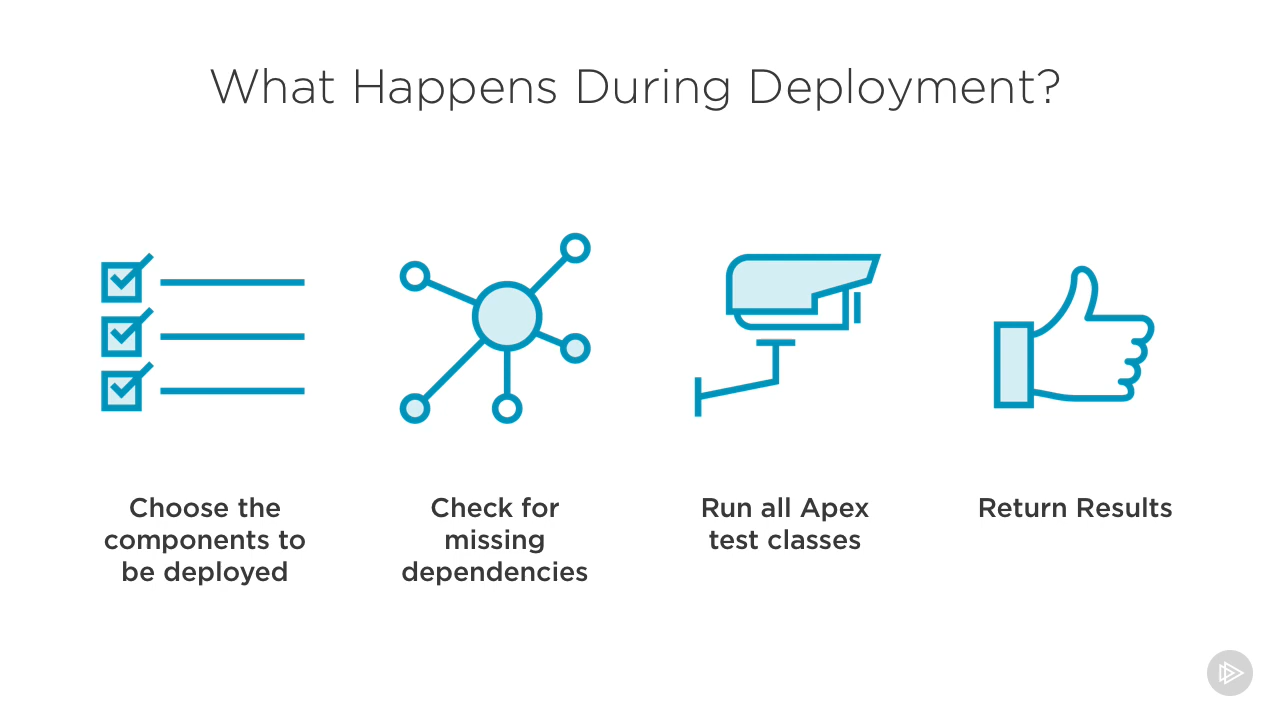 What Happens During Deployment?
Choose the
components to
be deployed
Check for
missing
dependencies
Run all Apex
test classes
Return Results